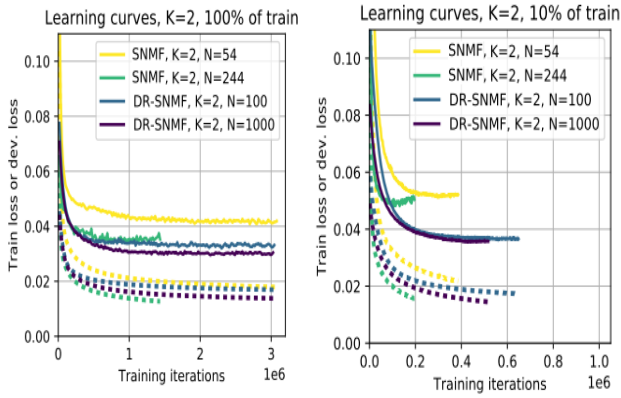 Learning curves, K=2, 100% of train
Train loss or dev. loss
0.10
0.08
0.06
0.04
0.02
0.00
SNMF, K=2, N=54
SNMF, K=2, N=244
DR-SNMF, K=2, N=100
DR-SNMF, K=2, N=1000
0
1
2
3
1e6
Training iterations
Learning curves, K=2, 10% of train
Train loss or dev. loss
0.10
0.08
0.06
0.04
0.02
0.00
SNMF, K=2, N=54
SNMF, K=2, N=244
DR-SNMF, K=2, N=100
DR-SNMF, K=2, N=1000
0.0
0.2
0.4
0.6
0.8
1.0
1e6
Training iterations